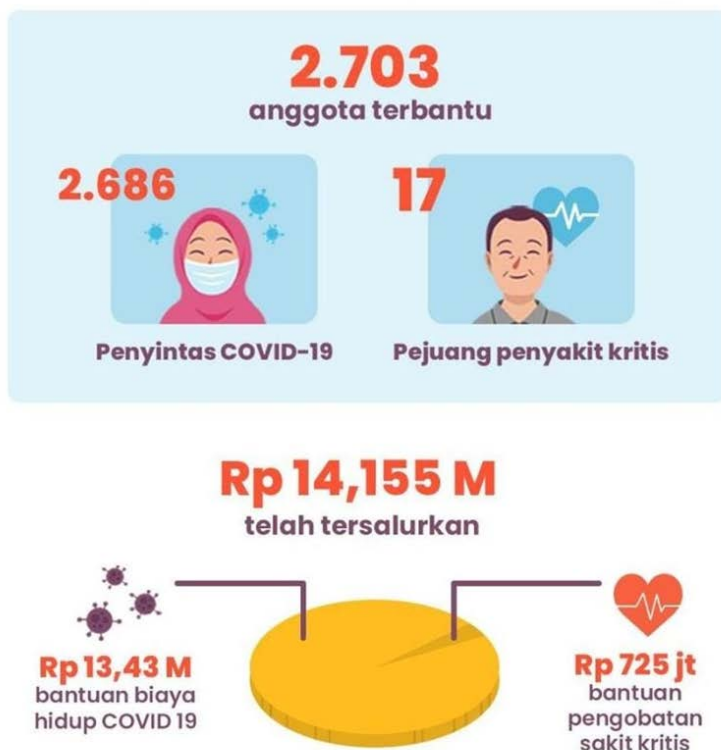 2.703
anggota terbantu
2.686
Penyintas COVID-19
17
Pejuang penyakit kritis
Rp 14,155 M
telah tersalurkan
Rp 13,43 M
bantuan biaya
hidup COVID 19
Rp 725 jt
bantuan
pengobatan
sakit kritis